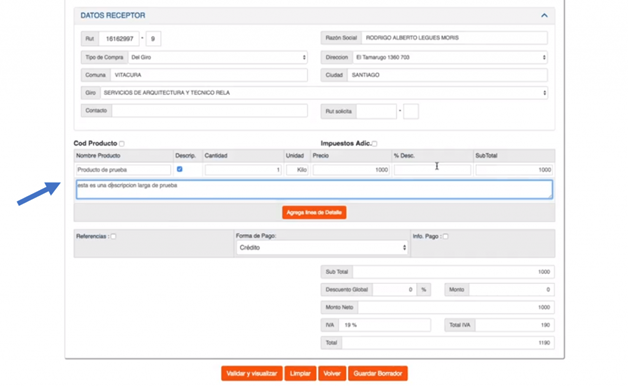 DATOS RECEPTOR
Rut 16162997 - 9 Razón Social RODRIGO ALBERTO LEGUES MORIS
Tipo de Compra Del Giro Direccion El Tamarugo 1360 703
Comuna VITACURA Ciudad SANTIAGO
Giro SERVICIOS DE ARQUITECTURA Y TECNICO RELA
Contacto Rut solicita -
Cod Producto Impuestos Adic.
Nombre Producto Descrip. Cantidad Unidad Precio % Desc. SubTotal
Producto de prueba 1 Kilo 1000 1000
esta es una descripcion larga de prueba
Agrega linea de Detalle
Referencias : Forma de Pago: Info. Pago :
Crédito
Sub Total 1000
Descuento Global 0 % Monto 0
Monto Neto 1000
IVA 19 % Total IVA 190
Total 1190
Validar y visualizar Limpiar Volver Guardar Borrador